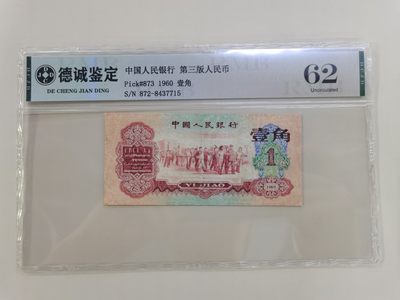 德诚鉴定
DE CHENG JIAN DING
中国人民银行 第三版人民币
Pick#873 1960 壹角
S/N 872-8437715
62
Uncirculated
中國人民銀行
壹角
1
YI JIAO
1960